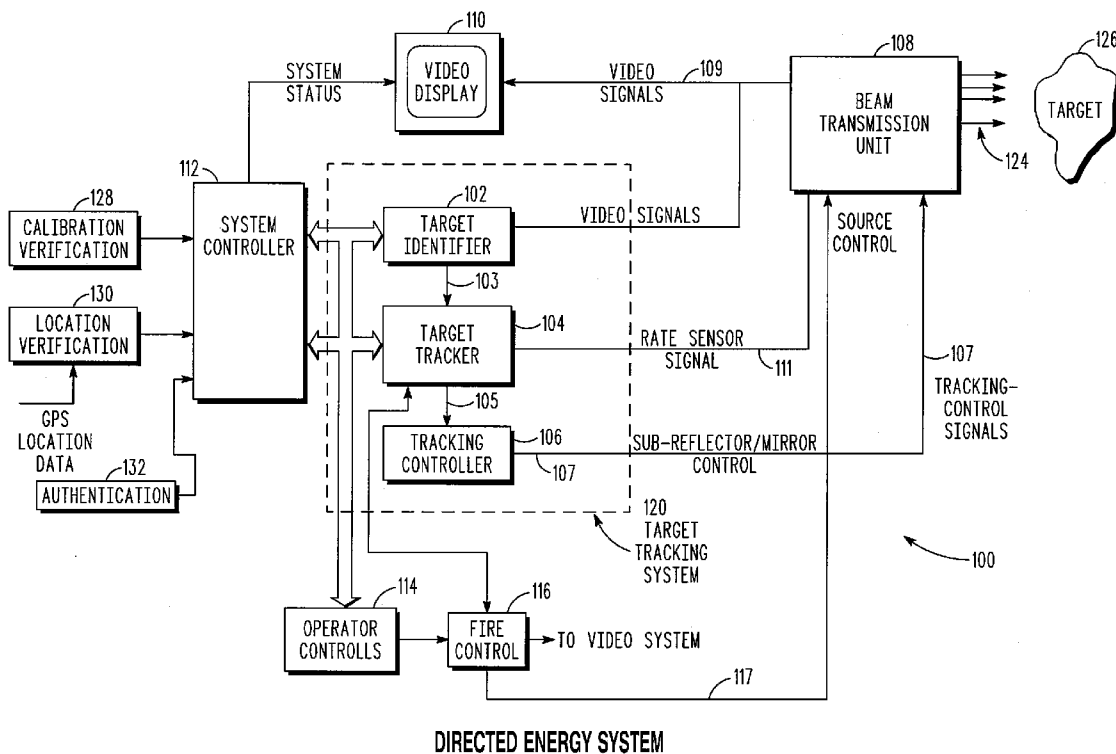 110
VIDEO
DISPLAY
SYSTEM
STATUS
VIDEO
SIGNALS
109
108
BEAM
TRANSMISSION
UNIT
124
126
TARGET
112
SYSTEM
CONTROLLER
128
CALIBRATION
VERIFICATION
130
LOCATION
VERIFICATION
GPS
LOCATION
DATA
132
AUTHENTICATION
102
TARGET
IDENTIFIER
VIDEO SIGNALS
103
TARGET
TRACKER
104
RATE SENSOR
SIGNAL
111
SOURCE
CONTROL
105
TRACKING
CONTROLLER
106
107
SUB-REFLECTOR/MIRROR
CONTROL
107
TRACKING-
CONTROL
SIGNALS
120
TARGET
TRACKING
SYSTEM
100
114
OPERATOR
CONTROLLS
116
FIRE
CONTROL
TO VIDEO SYSTEM
117
DIRECTED ENERGY SYSTEM